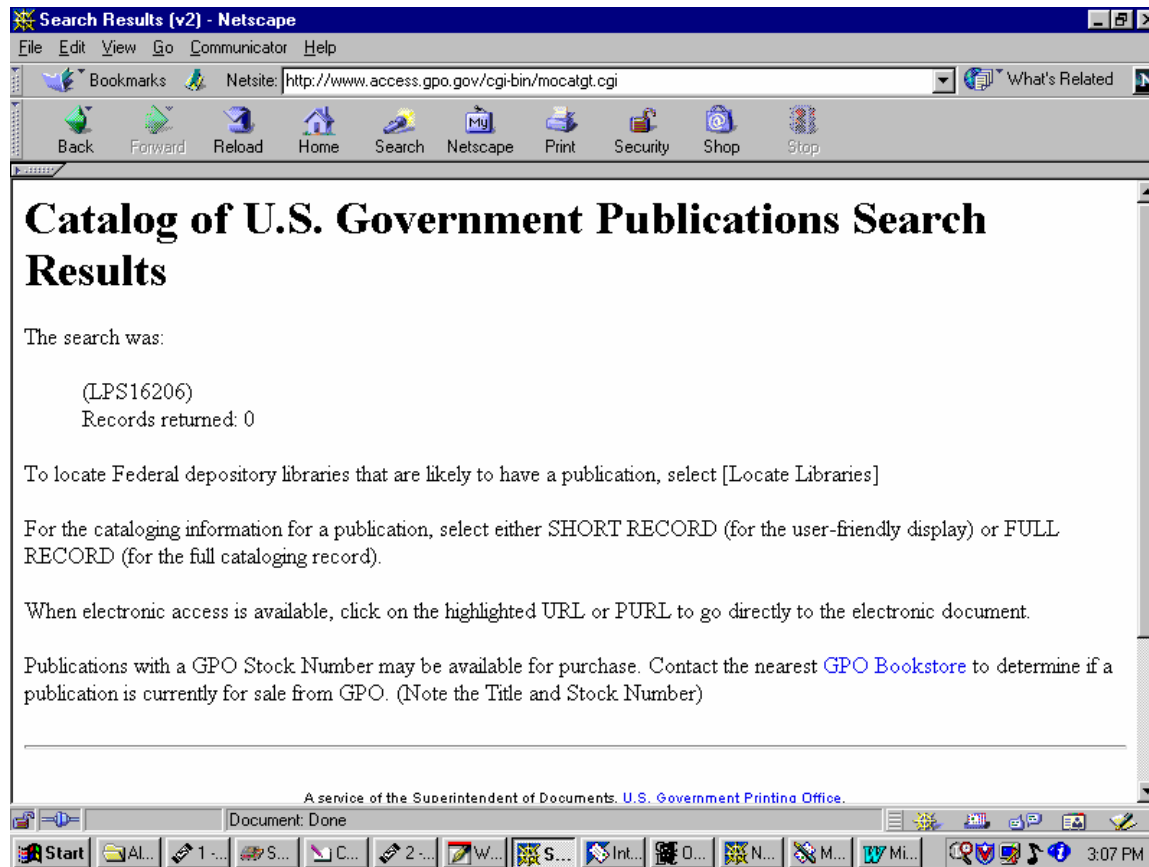 Search Results (v2) - Netscape
File Edit View Go Communicator Help
Bookmarks Netsite: http://www.access.gpo.gov/cgi-bin/mocatgt.cgi What's Related
My
Back Forward Reload Home Search Netscape Print Security Shop Stop
Catalog of U.S. Government Publications Search
Results
The search was:
(LPS16206)
Records returned: 0
To locate Federal depository libraries that are likely to have a publication, select [Locate Libraries]
For the cataloging information for a publication, select either SHORT RECORD (for the user-friendly display) or FULL
RECORD (for the full cataloging record).
When electronic access is available, click on the highlighted URL or PURL to go directly to the electronic document.
Publications with a GPO Stock Number may be available for purchase. Contact the nearest GPO Bookstore to determine if a
publication is currently for sale from GPO. (Note the Title and Stock Number)
A service of the Superintendent of Documents, U.S. Government Printing Office.
Document: Done
Start Al... 1 -... S... C... 2 -... W... S... Int... O... N... M... Mi... 3:07 PM